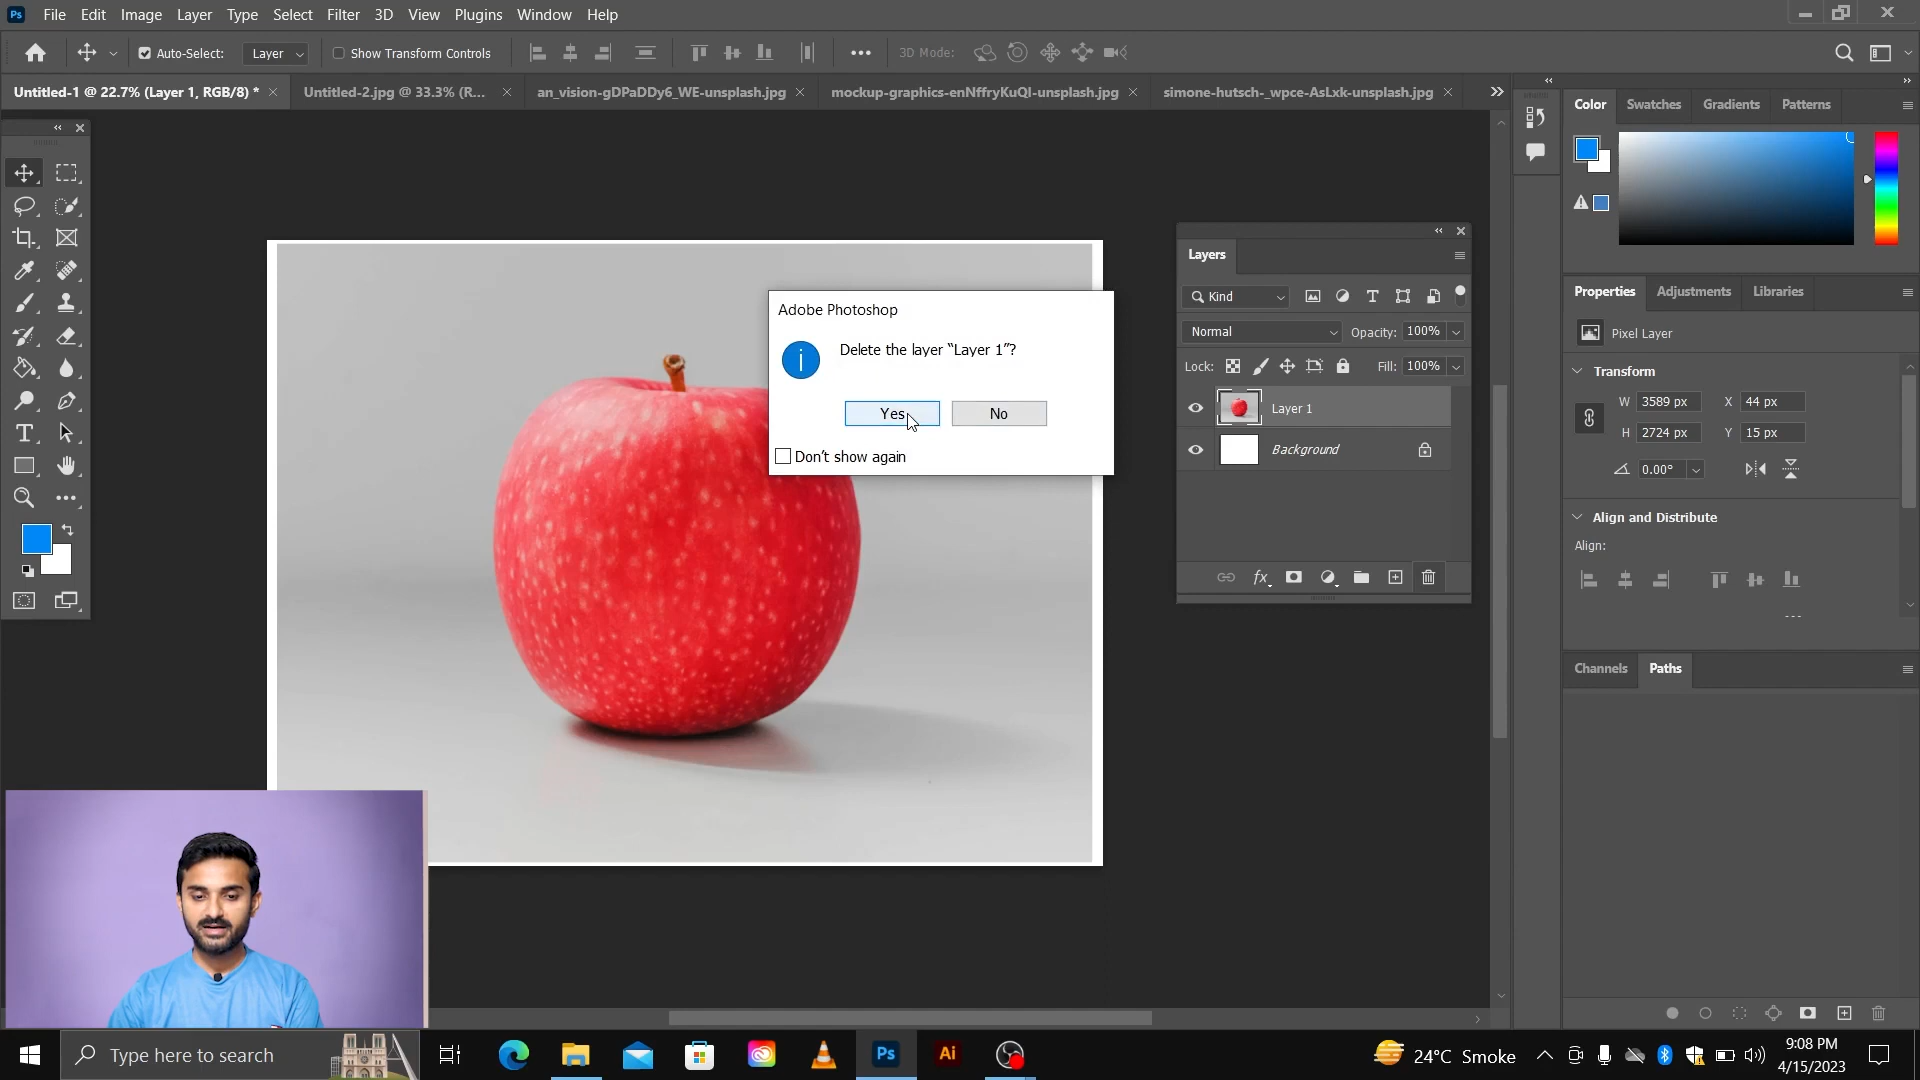 Ps File Edit Image Layer Type Select Filter 3D View Plugins Window Help
Auto-Select: Layer Show Transform Controls 3D Mode:
Untitled-1 @ 22.7% (Layer 1, RGB/8) * Untitled-2.jpg @ 33.3% (R... an_vision-gDPaDDy6_WE-unsplash.jpg mockup-graphics-enNffryKuQI-unsplash.jpg simone-hutsch-_wpce-AsLxk-unsplash.jpg
Color Swatches Gradients Patterns
Layers
Kind
Normal Opacity: 100%
Lock: Fill: 100%
Layer 1
Background
Adobe Photoshop
Delete the layer “Layer 1”?
Yes No
Don't show again
Properties Adjustments Libraries
Pixel Layer
Transform
W 3589 px X 44 px
H 2724 px Y 15 px
0.00°
Align and Distribute
Align:
Channels Paths
Type here to search
Ps Ai
24°C Smoke
9:08 PM
4/15/2023